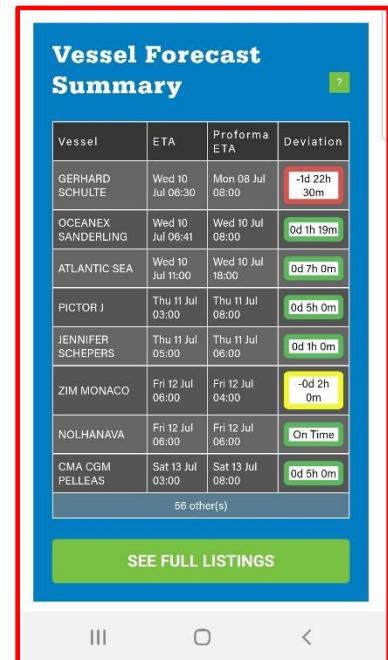 Vessel Forecast
Summary
?
Vessel ETA Proforma ETA Deviation
GERHARD SCHULTE Wed 10 Jul 06:30 Mon 08 Jul 08:00 -1d 22h 30m
OCEANEX SANDERLING Wed 10 Jul 06:41 Wed 10 Jul 08:00 0d 1h 19m
ATLANTIC SEA Wed 10 Jul 11:00 Wed 10 Jul 18:00 0d 7h 0m
PICTOR J Thu 11 Jul 03:00 Thu 11 Jul 08:00 0d 5h 0m
JENNIFER SCHEPERS Thu 11 Jul 05:00 Thu 11 Jul 06:00 0d 1h 0m
ZIM MONACO Fri 12 Jul 06:00 Fri 12 Jul 04:00 -0d 2h 0m
NOLHANAVA Fri 12 Jul 06:00 Fri 12 Jul 06:00 On Time
CMA CGM PELLEAS Sat 13 Jul 03:00 Sat 13 Jul 08:00 0d 5h 0m
56 other(s)
SEE FULL LISTINGS